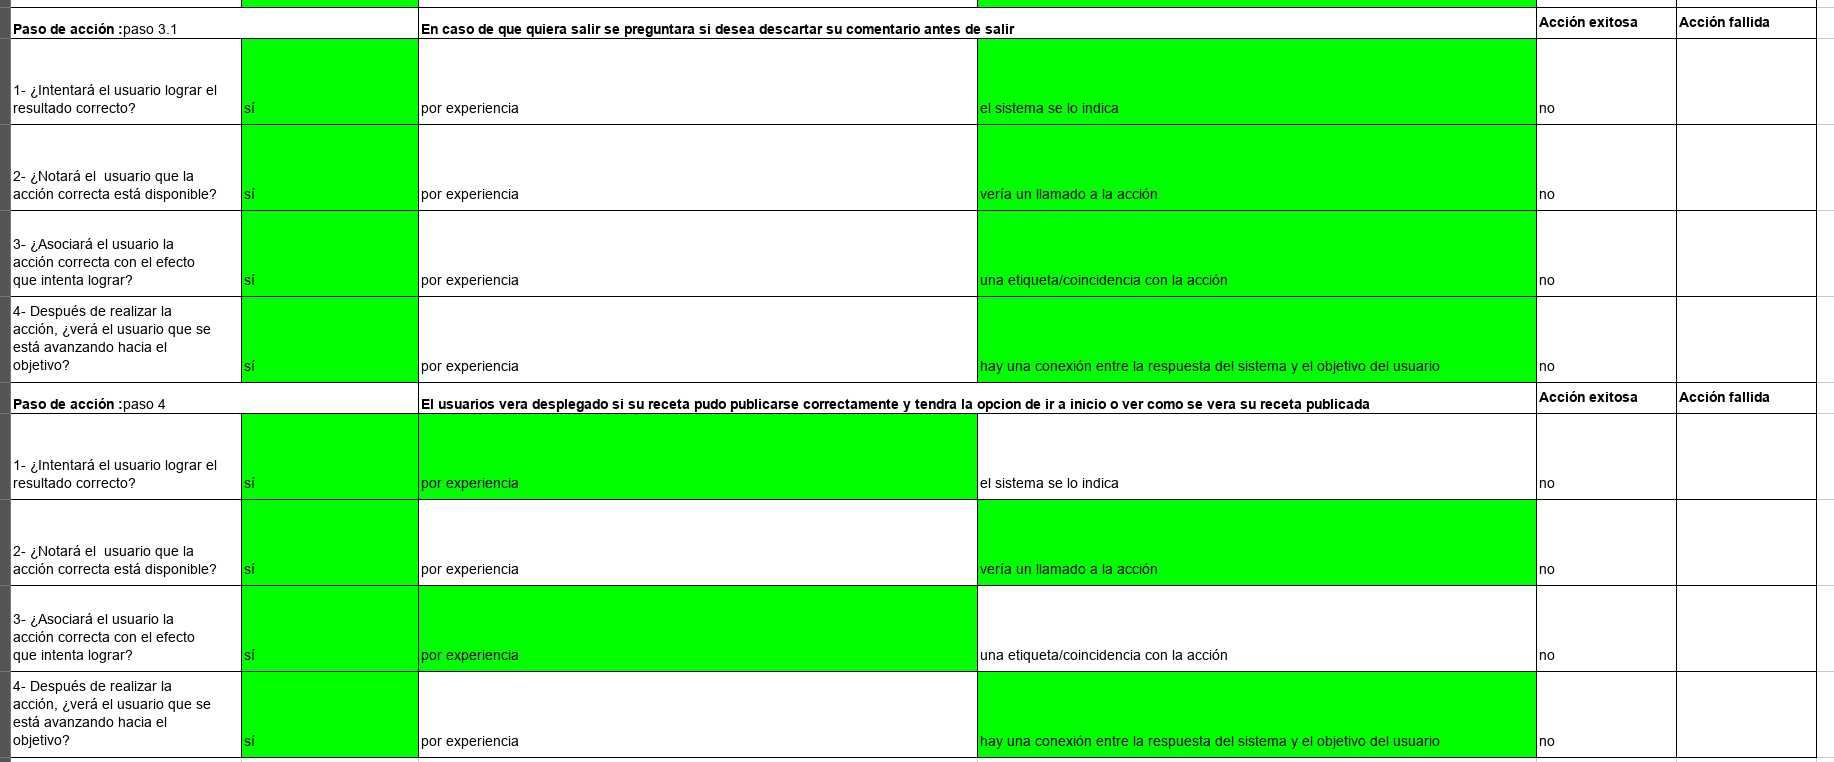 Paso de acción :paso 3.1
En caso de que quiera salir se preguntara si desea descartar su comentario antes de salir
Acción exitosa
Acción fallida
1- ¿Intentará el usuario lograr el
resultado correcto?
sí
por experiencia
el sistema se lo indica
no
2- ¿Notará el  usuario que la
acción correcta está disponible?
sí
por experiencia
vería un llamado a la acción
no
3- ¿Asociará el usuario la
acción correcta con el efecto
que intenta lograr?
sí
por experiencia
una etiqueta/coincidencia con la acción
no
4- Después de realizar la
acción, ¿verá el usuario que se
está avanzando hacia el
objetivo?
sí
por experiencia
hay una conexión entre la respuesta del sistema y el objetivo del usuario
no
Paso de acción :paso 4
El usuarios vera desplegado si su receta pudo publicarse correctamente y tendra la opcion de ir a inicio o ver como se vera su receta publicada
Acción exitosa
Acción fallida
1- ¿Intentará el usuario lograr el
resultado correcto?
sí
por experiencia
el sistema se lo indica
no
2- ¿Notará el  usuario que la
acción correcta está disponible?
sí
por experiencia
vería un llamado a la acción
no
3- ¿Asociará el usuario la
acción correcta con el efecto
que intenta lograr?
sí
por experiencia
una etiqueta/coincidencia con la acción
no
4- Después de realizar la
acción, ¿verá el usuario que se
está avanzando hacia el
objetivo?
sí
por experiencia
hay una conexión entre la respuesta del sistema y el objetivo del usuario
no